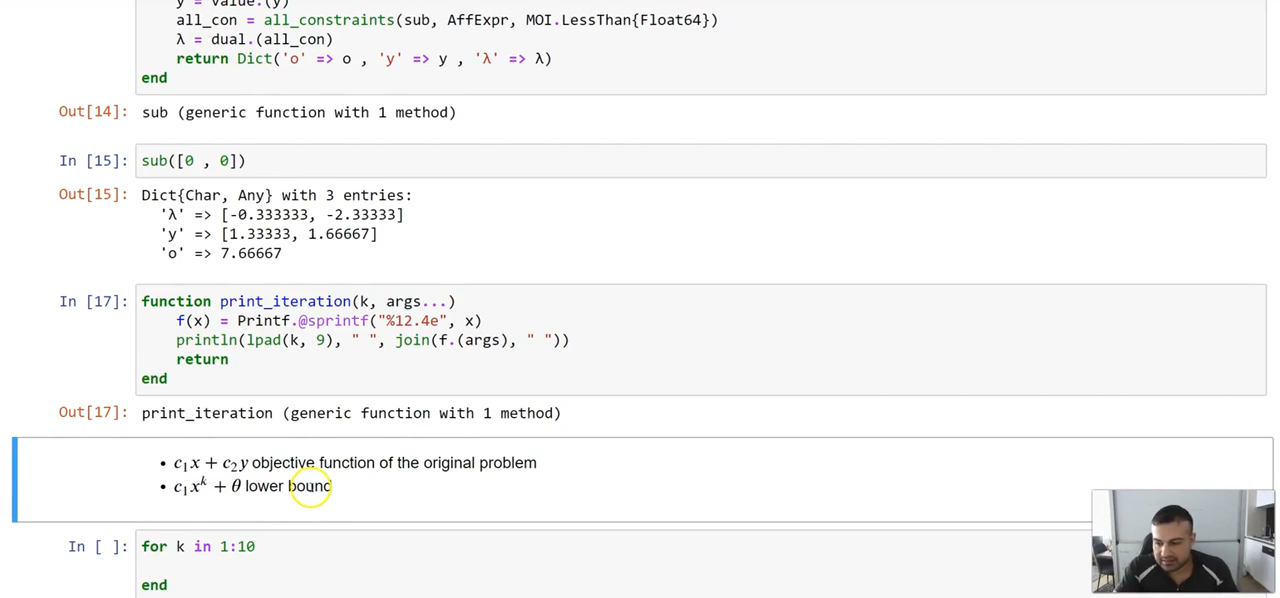 y = value.(y)
all_con = all_constraints(sub, AffExpr, MOI.LessThan{Float64})
λ = dual.(all_con)
return Dict('o' => o , 'y' => y , 'λ' => λ)
end
Out[14]: sub (generic function with 1 method)
In [15]: sub([0 , 0])
Out[15]: Dict{Char, Any} with 3 entries:
'λ' => [-0.333333, -2.33333]
'y' => [1.33333, 1.66667]
'o' => 7.66667
In [17]: function print_iteration(k, args...)
f(x) = Printf.@sprintf("%12.4e", x)
println(lpad(k, 9), " ", join(f.(args), " "))
return
end
Out[17]: print_iteration (generic function with 1 method)
• c₁x + c₂y objective function of the original problem
• c₁xᵏ + θ lower bound
In [ ]: for k in 1:10
end